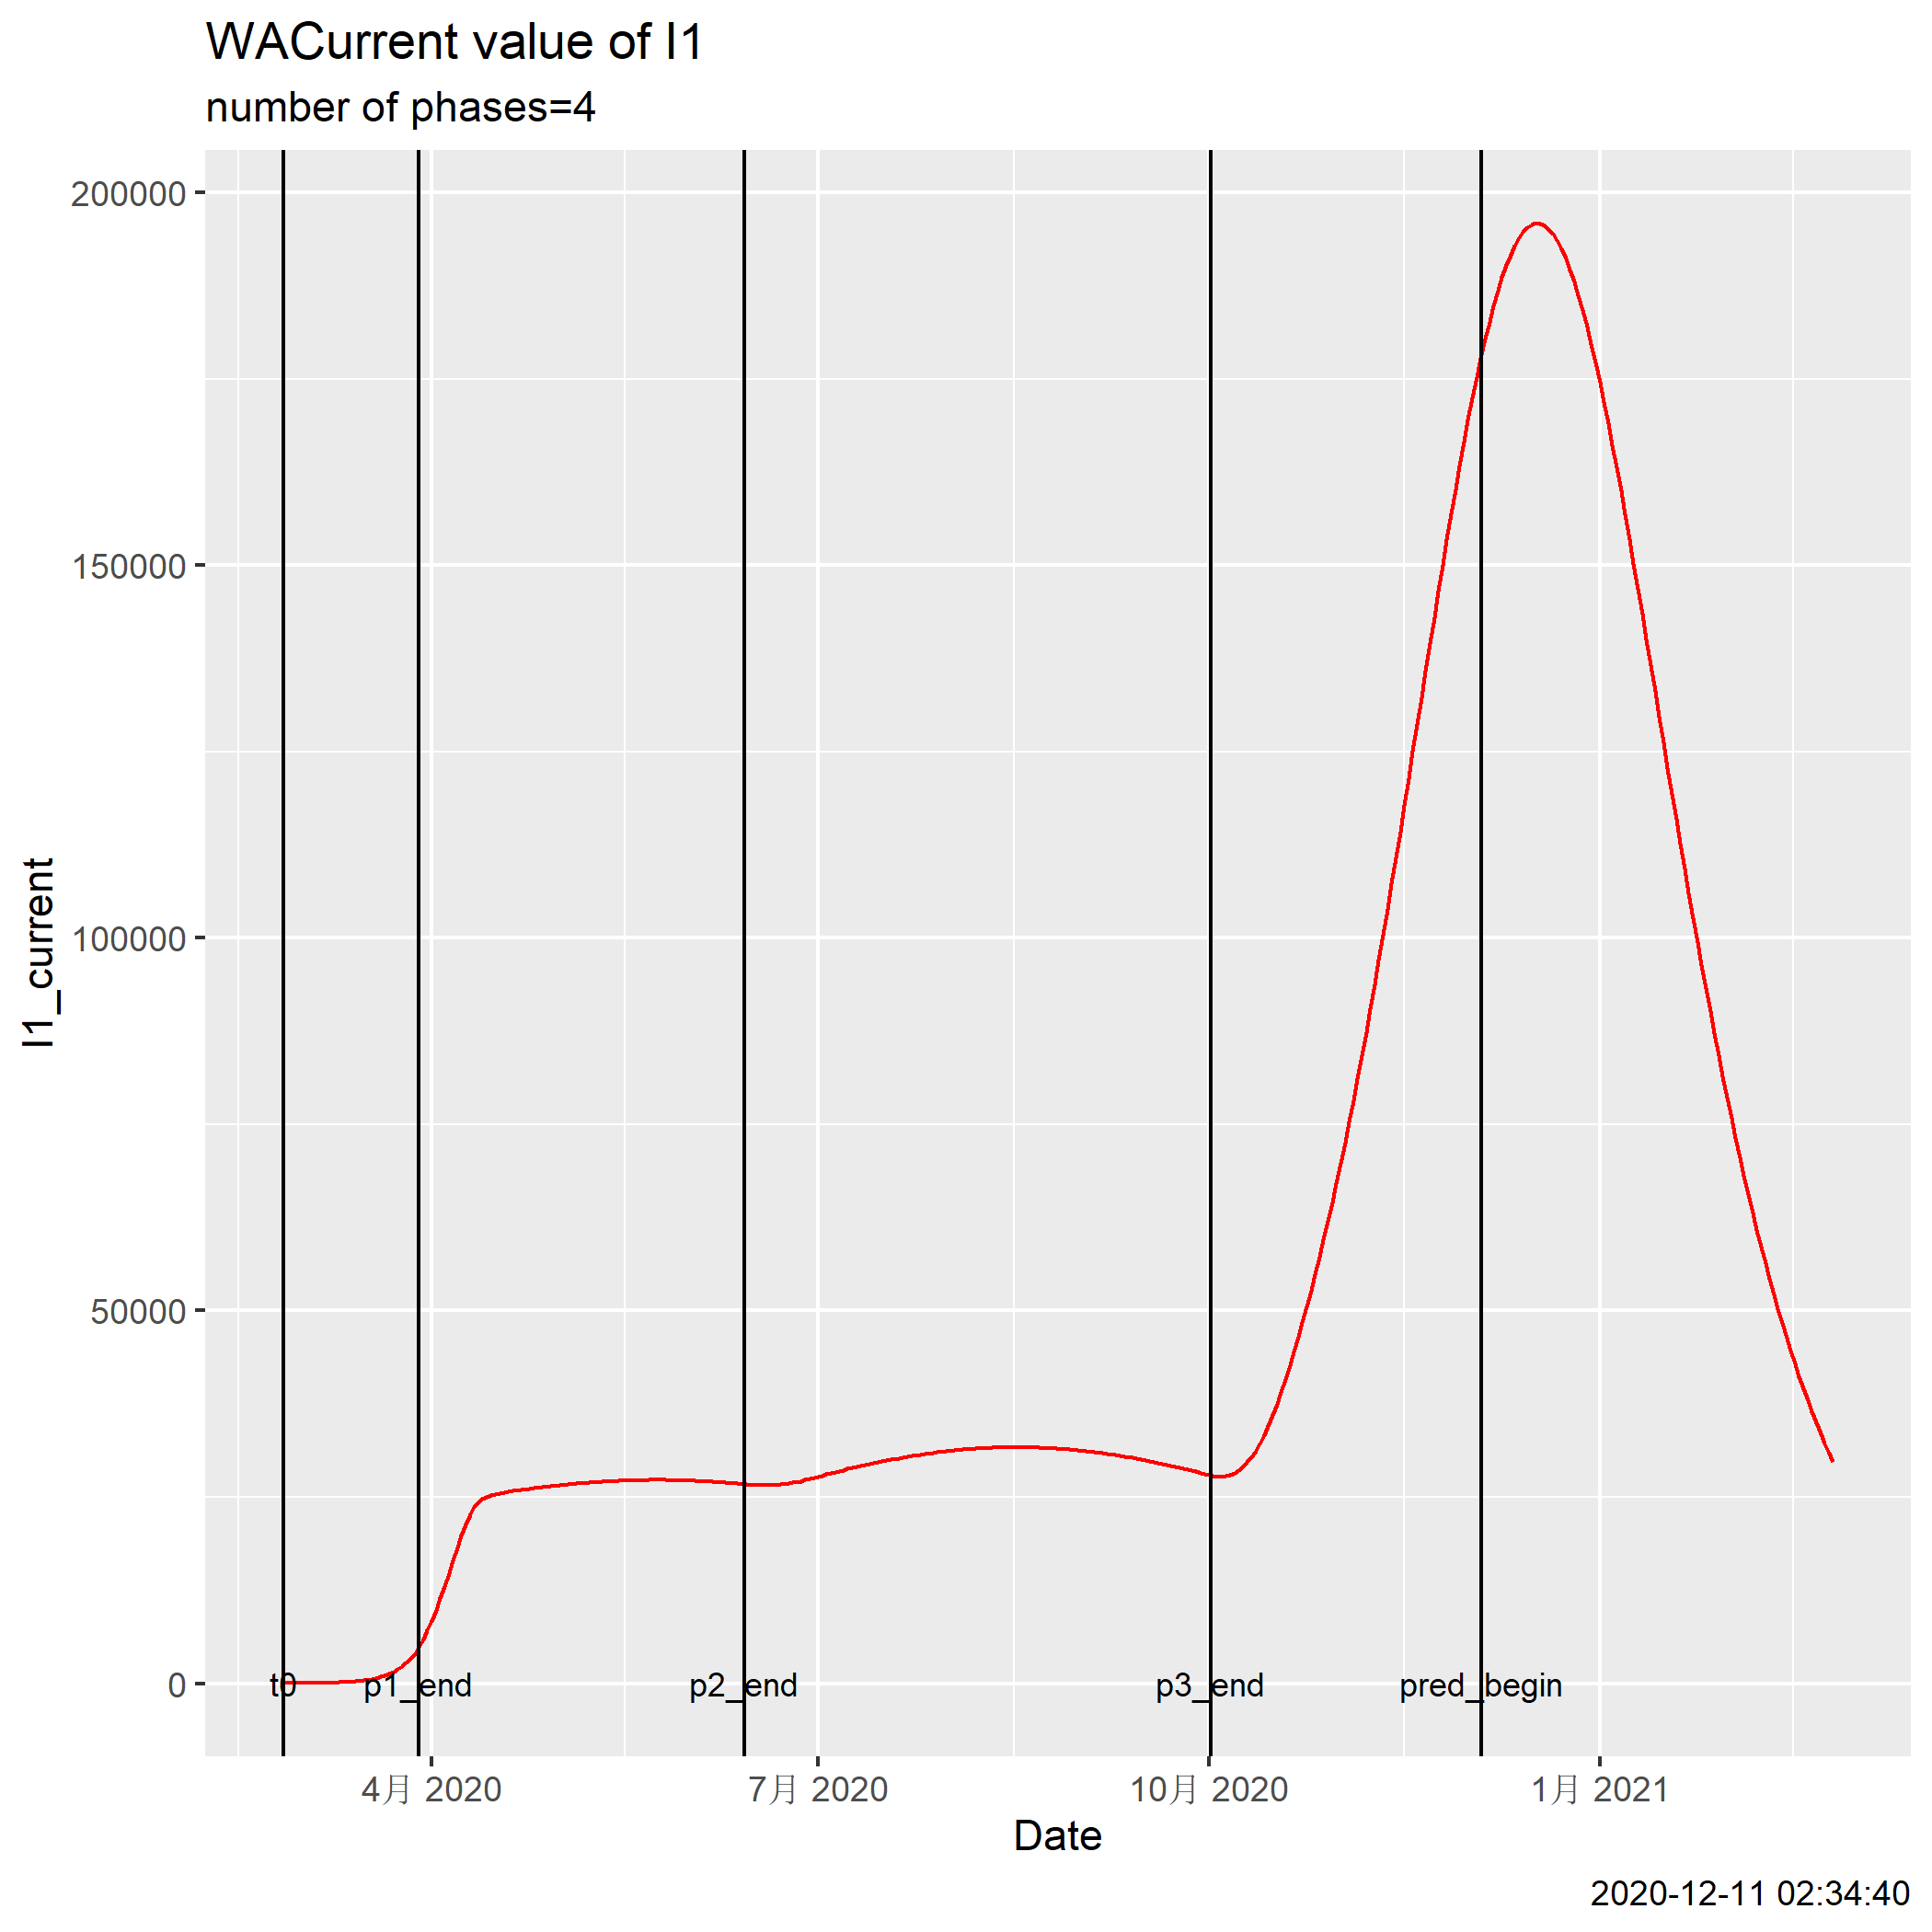 WACurrent value of I1
number of phases=4
200000
150000
100000
50000
0
I1_current
t0
p1_end
p2_end
p3_end
pred_begin
4月 2020
7月 2020
10月 2020
1月 2021
Date
2020-12-11 02:34:40